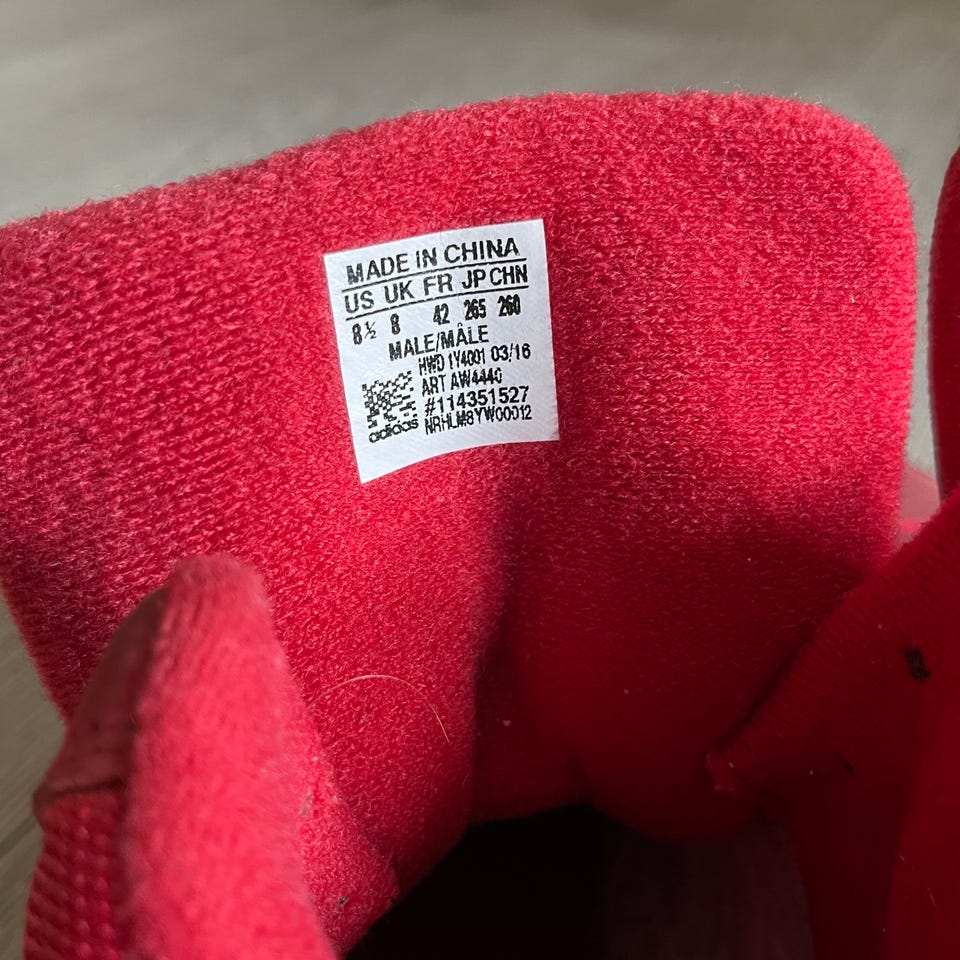 MADE IN CHINA
US UK FR JP CHN
8½ 8 42 265 260
MALE/MÂLE
HWD 1Y4001 03/16
ART AW4440
#114351527
NRHLM8YW00012
adidas